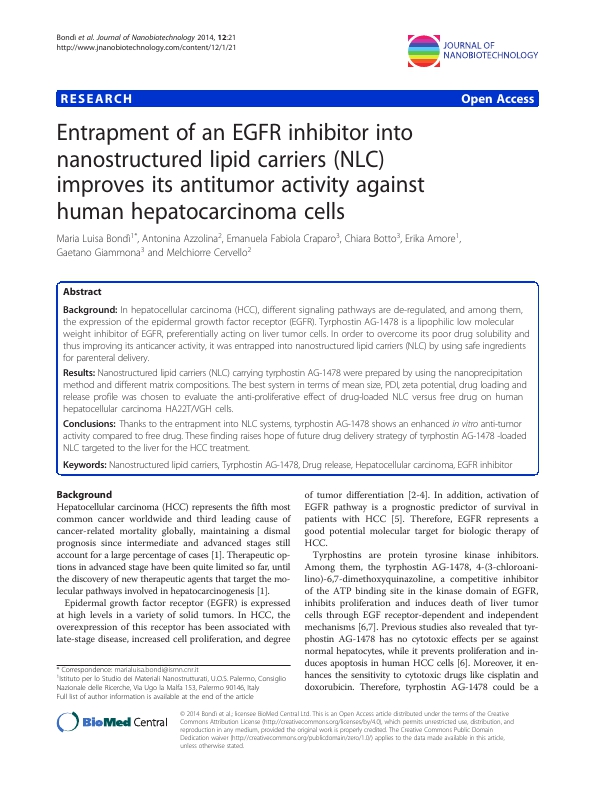 Bondì et al. Journal of Nanobiotechnology 2014, 12:21
http://www.jnanobiotechnology.com/content/12/1/21
JOURNAL OF
NANOBIOTECHNOLOGY
RESEARCH
Open Access
Entrapment of an EGFR inhibitor into
nanostructured lipid carriers (NLC)
improves its antitumor activity against
human hepatocarcinoma cells
Maria Luisa Bondì1*, Antonina Azzolina2, Emanuela Fabiola Craparo3, Chiara Botto3, Erika Amore1,
Gaetano Giammona3 and Melchiorre Cervello2
Abstract
Background: In hepatocellular carcinoma (HCC), different signaling pathways are de-regulated, and among them,
the expression of the epidermal growth factor receptor (EGFR). Tyrphostin AG-1478 is a lipophilic low molecular
weight inhibitor of EGFR, preferentially acting on liver tumor cells. In order to overcome its poor drug solubility and
thus improving its anticancer activity, it was entrapped into nanostructured lipid carriers (NLC) by using safe ingredients
for parenteral delivery.
Results: Nanostructured lipid carriers (NLC) carrying tyrphostin AG-1478 were prepared by using the nanoprecipitation
method and different matrix compositions. The best system in terms of mean size, PDI, zeta potential, drug loading and
release profile was chosen to evaluate the anti-proliferative effect of drug-loaded NLC versus free drug on human
hepatocellular carcinoma HA22T/VGH cells.
Conclusions: Thanks to the entrapment into NLC systems, tyrphostin AG-1478 shows an enhanced in vitro anti-tumor
activity compared to free drug. These finding raises hope of future drug delivery strategy of tyrphostin AG-1478 -loaded
NLC targeted to the liver for the HCC treatment.
Keywords: Nanostructured lipid carriers, Tyrphostin AG-1478, Drug release, Hepatocellular carcinoma, EGFR inhibitor
Background
Hepatocellular carcinoma (HCC) represents the fifth most
common cancer worldwide and third leading cause of
cancer-related mortality globally, maintaining a dismal
prognosis since intermediate and advanced stages still
account for a large percentage of cases [1]. Therapeutic op-
tions in advanced stage have been quite limited so far, until
the discovery of new therapeutic agents that target the mo-
lecular pathways involved in hepatocarcinogenesis [1].
Epidermal growth factor receptor (EGFR) is expressed
at high levels in a variety of solid tumors. In HCC, the
overexpression of this receptor has been associated with
late-stage disease, increased cell proliferation, and degree
of tumor differentiation [2-4]. In addition, activation of
EGFR pathway is a prognostic predictor of survival in
patients with HCC [5]. Therefore, EGFR represents a
good potential molecular target for biologic therapy of
HCC.
Tyrphostins are protein tyrosine kinase inhibitors.
Among them, the tyrphostin AG-1478, 4-(3-chloroani-
lino)-6,7-dimethoxyquinazoline, a competitive inhibitor
of the ATP binding site in the kinase domain of EGFR,
inhibits proliferation and induces death of liver tumor
cells through EGF receptor-dependent and independent
mechanisms [6,7]. Previous studies also revealed that tyr-
phostin AG-1478 has no cytotoxic effects per se against
normal hepatocytes, while it prevents proliferation and in-
duces apoptosis in human HCC cells [6]. Moreover, it en-
hances the sensitivity to cytotoxic drugs like cisplatin and
doxorubicin. Therefore, tyrphostin AG-1478 could be a
* Correspondence: marialuisa.bondi@ismn.cnr.it
1Istituto per lo Studio dei Materiali Nanostrutturati, U.O.S. Palermo, Consiglio
Nazionale delle Ricerche, Via Ugo la Malfa 153, Palermo 90146, Italy
Full list of author information is available at the end of the article
BioMed Central
© 2014 Bondì et al.; licensee BioMed Central Ltd. This is an Open Access article distributed under the terms of the Creative
Commons Attribution License (http://creativecommons.org/licenses/by/4.0), which permits unrestricted use, distribution, and
reproduction in any medium, provided the original work is properly credited. The Creative Commons Public Domain
Dedication waiver (http://creativecommons.org/publicdomain/zero/1.0/) applies to the data made available in this article,
unless otherwise stated.